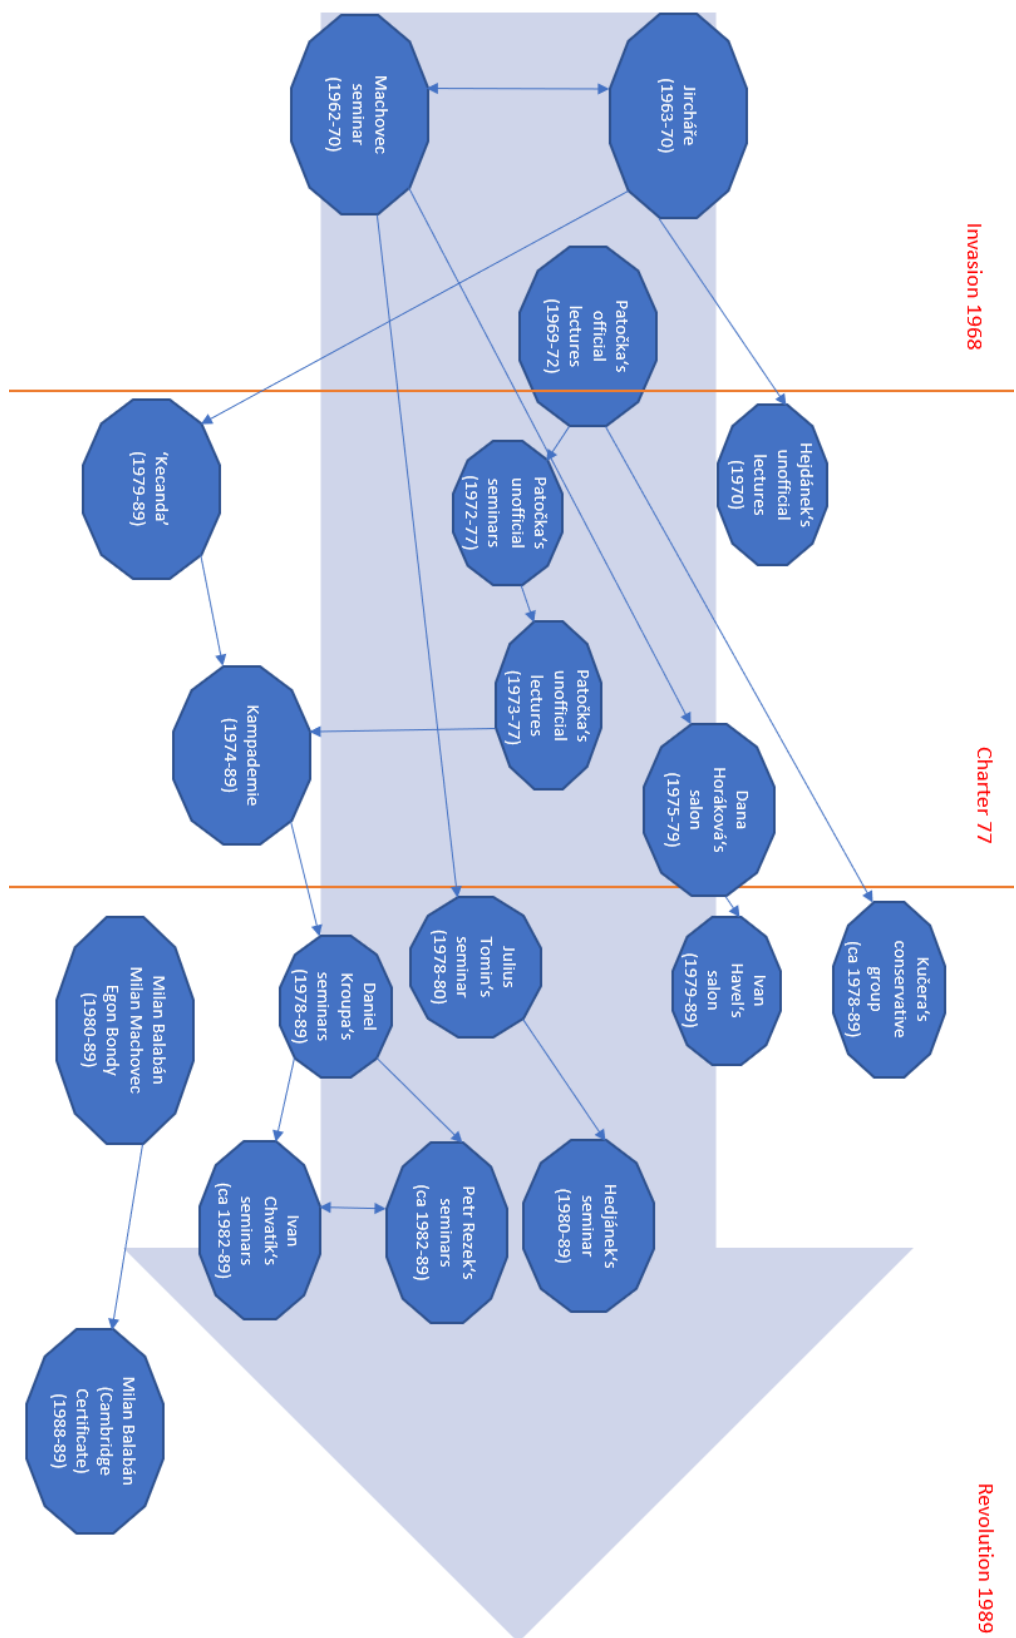 Invasion 1968
Charter 77
Revolution 1989
Kučera‘s
conservative
group
(ca 1978-89)
Hejdánek‘s
unofficial
lectures
(1970)
Ivan
Havel's
salon
(1979-89)
Dana
Horáková‘s
salon
(1975-79)
Jircháře
(1963-70)
Patočka‘s
official
lectures
(1969-72)
Hedjánek‘s
seminar
(1980-89)
Patočka‘s
unofficial
lectures
(1973-77)
Patočka‘s
unofficial
seminars
(1972-77)
Julius
Tomin‘s
seminar
(1978-80)
Petr Rezek‘s
seminars
(ca 1982-89)
Machovec
seminar
(1962-70)
Daniel
Kroupa‘s
seminars
(1978-89)
Ivan
Chvatík‘s
seminars
(ca 1982-89)
Kampademie
(1974-89)
‘Kecanda’
(1979-89)
Milan Balabán
Milan Machovec
Egon Bondy
(1980-89)
Milan Balabán
(Cambridge
Certificate)
(1988-89)